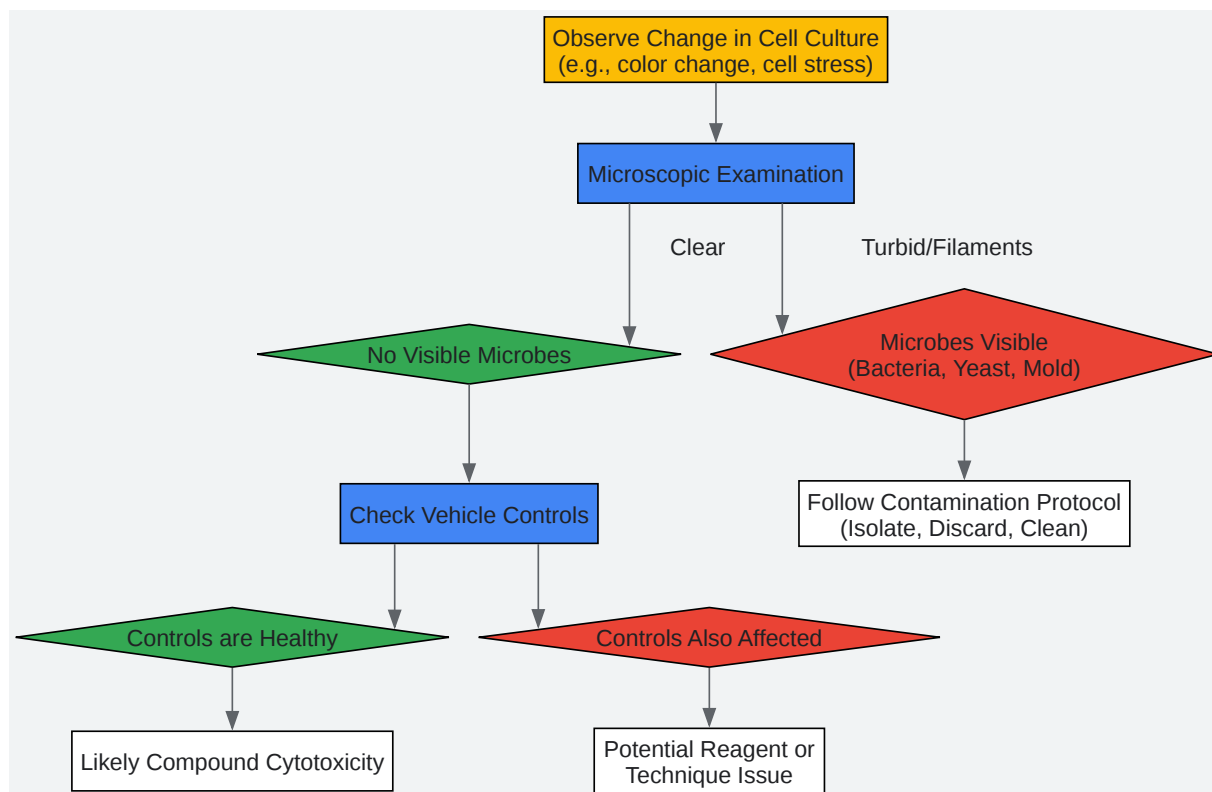 Observe Change in Cell Culture
(e.g., color change, cell stress)
Microscopic Examination
Clear
Turbid/Filaments
No Visible Microbes
Microbes Visible
(Bacteria, Yeast, Mold)
Check Vehicle Controls
Follow Contamination Protocol
(Isolate, Discard, Clean)
Controls are Healthy
Controls Also Affected
Likely Compound Cytotoxicity
Potential Reagent or
Technique Issue